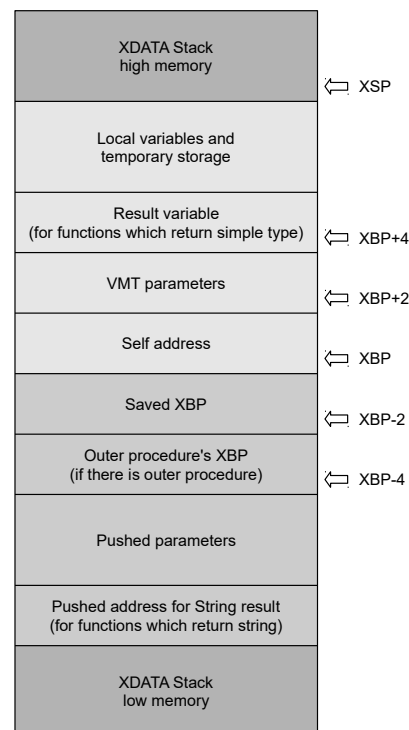 XDATA Stack
high memory
XSP
Local variables and
temporary storage
Result variable
(for functions which return simple type)
XBP+4
VMT parameters
XBP+2
Self address
XBP
Saved XBP
XBP-2
Outer procedure's XBP
(if there is outer procedure)
XBP-4
Pushed parameters
Pushed address for String result
(for functions which return string)
XDATA Stack
low memory